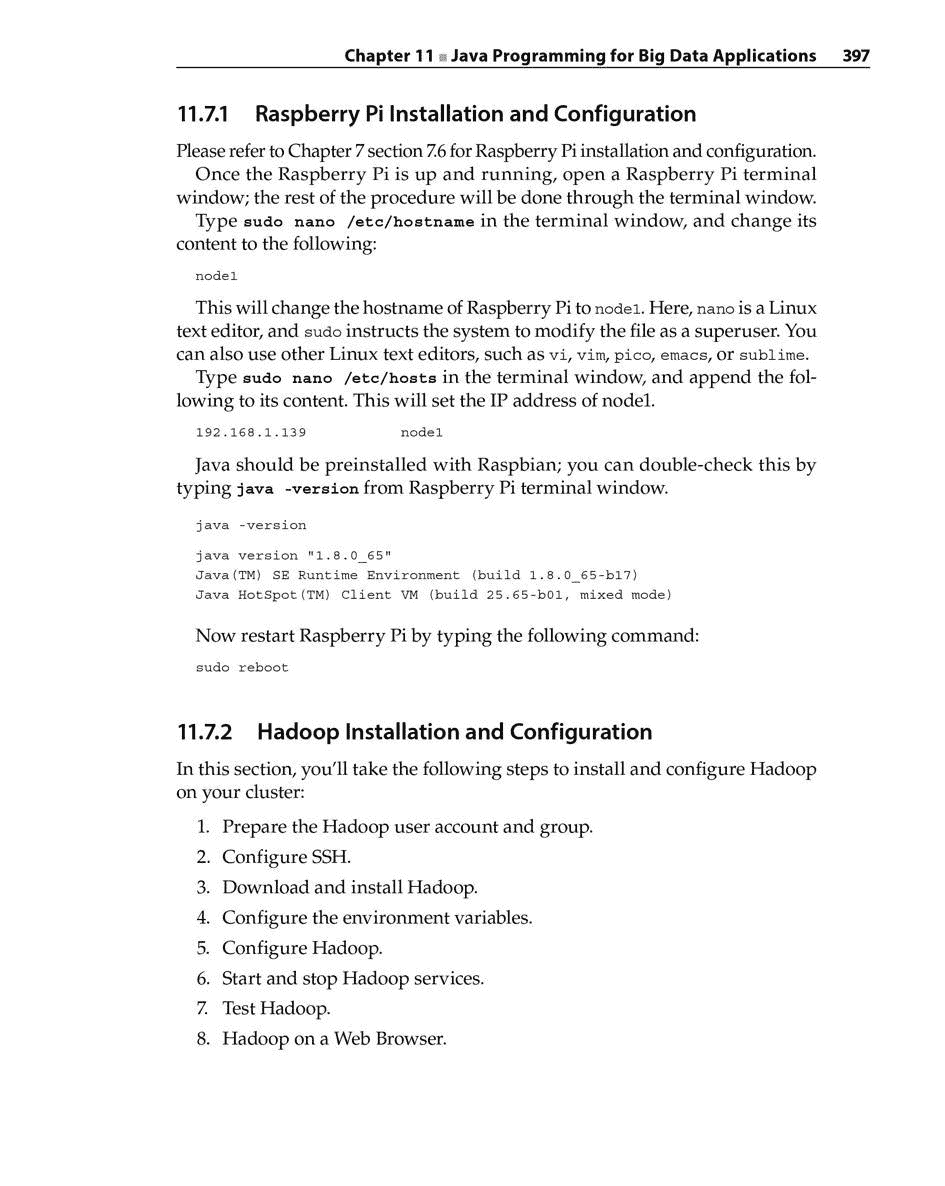 Chapter 11 ■ Java Programming for Big Data Applications 397
11.7.1 Raspberry Pi Installation and Configuration
Please refer to Chapter 7 section 7.6 for Raspberry Pi installation and configuration.
Once the Raspberry Pi is up and running, open a Raspberry Pi terminal
window; the rest of the procedure will be done through the terminal window.
Type sudo nano /etc/hostname in the terminal window, and change its
content to the following:
node1
This will change the hostname of Raspberry Pi to node1. Here, nano is a Linux
text editor, and sudo instructs the system to modify the file as a superuser. You
can also use other Linux text editors, such as vi, vim, pico, emacs, or sublime.
Type sudo nano /etc/hosts in the terminal window, and append the fol-
lowing to its content. This will set the IP address of node1.
192.168.1.139 node1
Java should be preinstalled with Raspbian; you can double-check this by
typing java -version from Raspberry Pi terminal window.
java -version
java version "1.8.0_65"
Java(TM) SE Runtime Environment (build 1.8.0_65-b17)
Java HotSpot(TM) Client VM (build 25.65-b01, mixed mode)
Now restart Raspberry Pi by typing the following command:
sudo reboot
11.7.2 Hadoop Installation and Configuration
In this section, you'll take the following steps to install and configure Hadoop
on your cluster:
1. Prepare the Hadoop user account and group.
2. Configure SSH.
3. Download and install Hadoop.
4. Configure the environment variables.
5. Configure Hadoop.
6. Start and stop Hadoop services.
7. Test Hadoop.
8. Hadoop on a Web Browser.